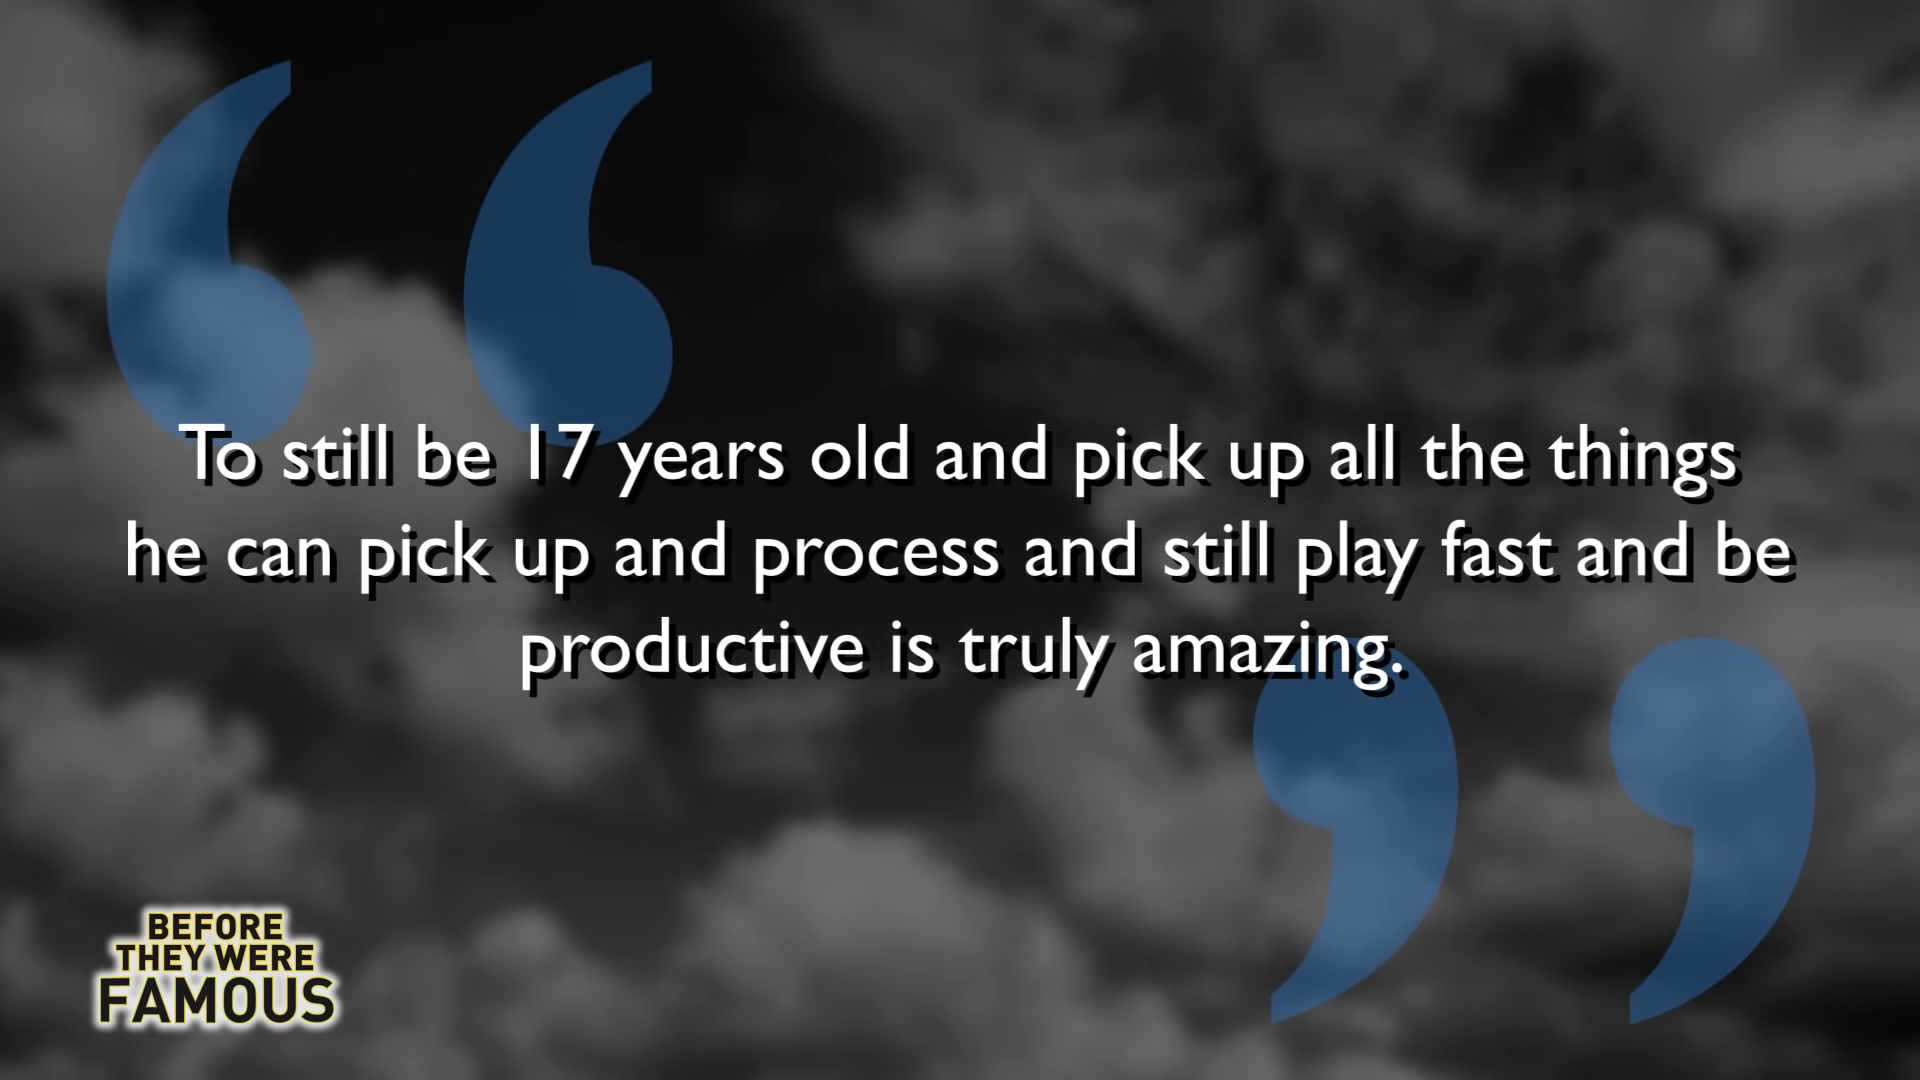 To still be 17 years old and pick up all the things
he can pick up and process and still play fast and be
productive is truly amazing.
BEFORE
THEY WERE
FAMOUS